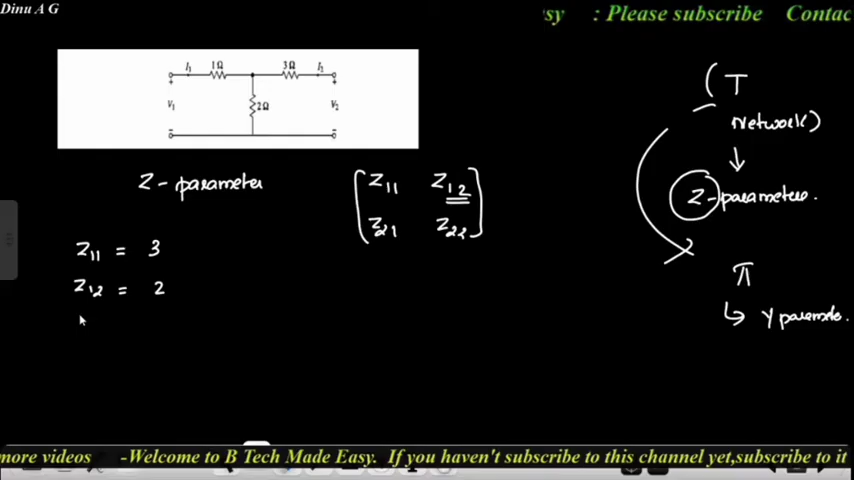 Dinu A G
sy : Please subscribe Contac
I₁ 1Ω 3Ω I₂
V₁ 2Ω V₂
(T
Network)
Z - parameter
Z₁₁ Z₁₂
Z₂₁ Z₂₂
Z-parameters.
Z₁₁ = 3
Z₁₂ = 2
π
↳ Y paramete.
more videos -Welcome to B Tech Made Easy. If you haven't subscribe to this channel yet,subscribe to it